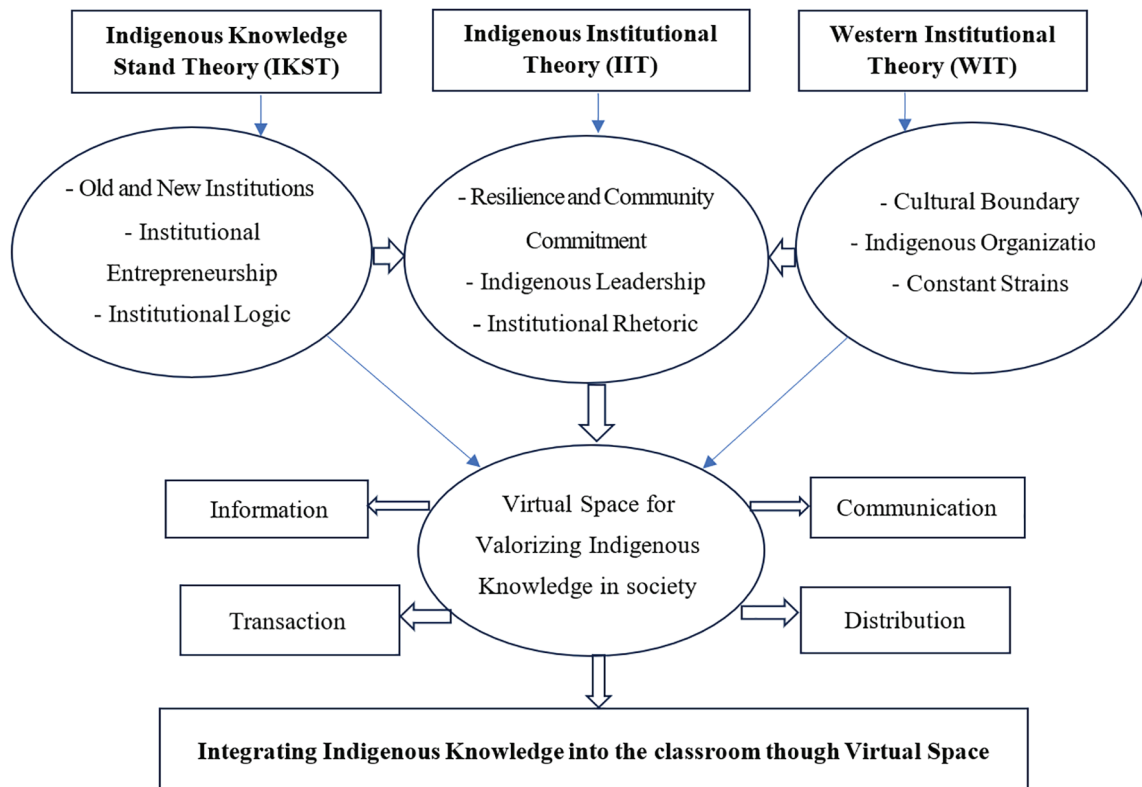 Indigenous Knowledge
Stand Theory (IKST)
Indigenous Institutional
Theory (IIT)
Western Institutional
Theory (WIT)
- Old and New Institutions
- Institutional
Entrepreneurship
- Institutional Logic
- Resilience and Community
Commitment
- Indigenous Leadership
- Institutional Rhetoric
- Cultural Boundary
- Indigenous Organizatio
- Constant Strains
Information
Virtual Space for
Valorizing Indigenous
Knowledge in society
Communication
Transaction
Distribution
Integrating Indigenous Knowledge into the classroom though Virtual Space